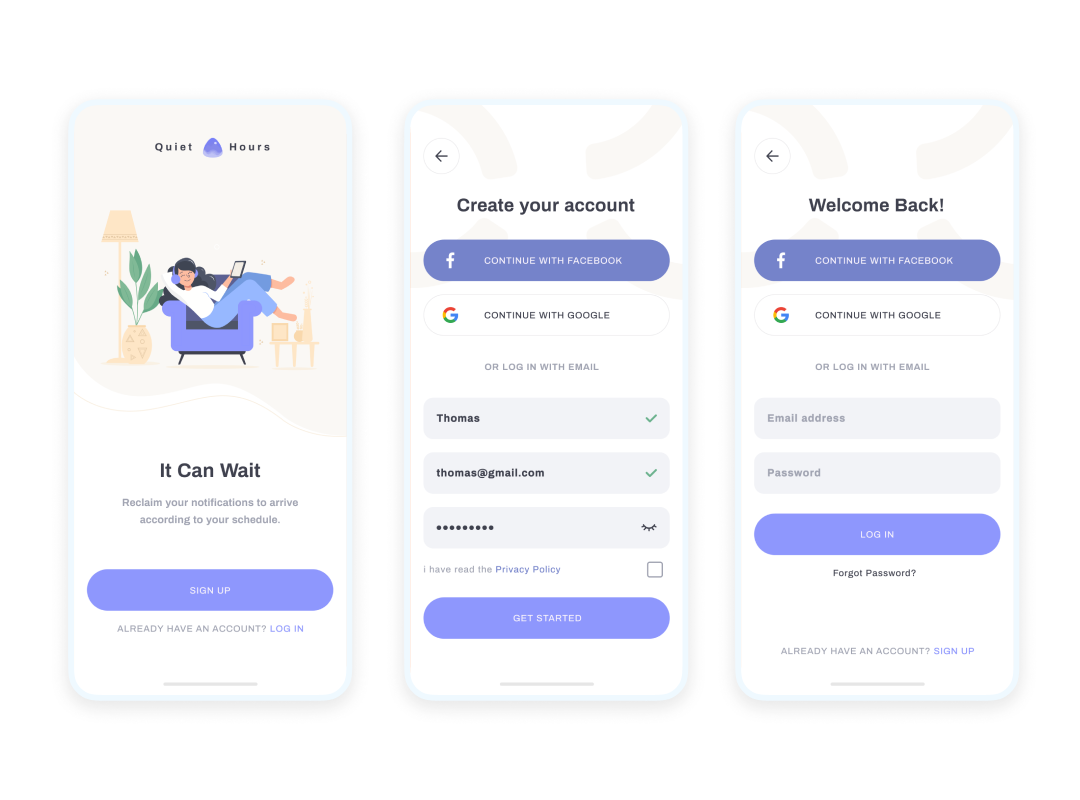 Quiet Hours
It Can Wait
Reclaim your notifications to arrive
according to your schedule.
SIGN UP
ALREADY HAVE AN ACCOUNT? LOG IN
Create your account
CONTINUE WITH FACEBOOK
CONTINUE WITH GOOGLE
OR LOG IN WITH EMAIL
Thomas
thomas@gmail.com
•••••••••
i have read the Privacy Policy
GET STARTED
Welcome Back!
CONTINUE WITH FACEBOOK
CONTINUE WITH GOOGLE
OR LOG IN WITH EMAIL
Email address
Password
LOG IN
Forgot Password?
ALREADY HAVE AN ACCOUNT? SIGN UP